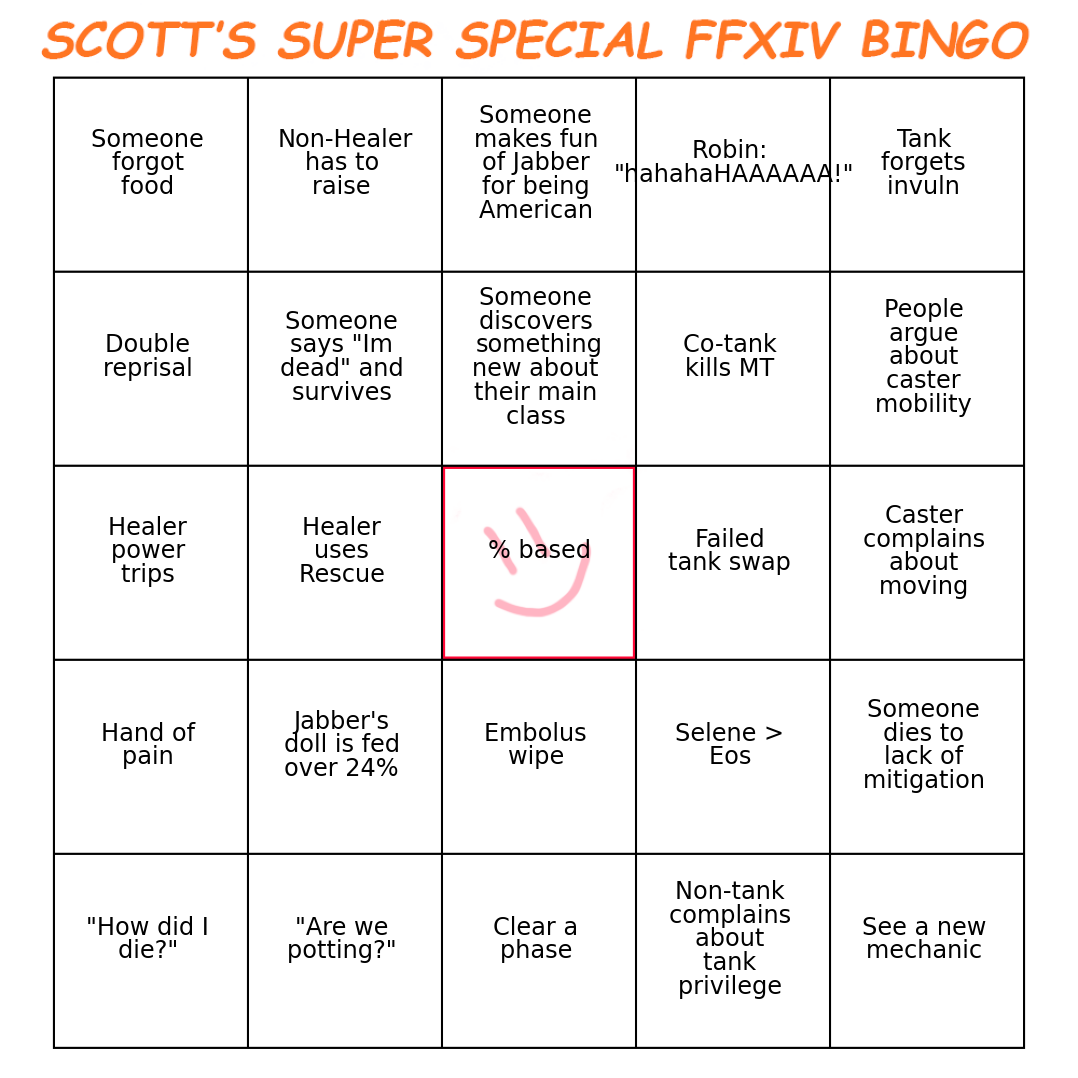 SCOTT'S SUPER SPECIAL FFXIV BINGO
Someone
forgot
food
Non-Healer
has to
raise
Someone
makes fun
of Jabber
for being
American
Robin:
"hahahaHAAAAAA!"
Tank
forgets
invuln
Double
reprisal
Someone
says "Im
dead" and
survives
Someone
discovers
something
new about
their main
class
Co-tank
kills MT
People
argue
about
caster
mobility
Healer
power
trips
Healer
uses
Rescue
% based
Failed
tank swap
Caster
complains
about
moving
Hand of
pain
Jabber's
doll is fed
over 24%
Embolus
wipe
Selene >
Eos
Someone
dies to
lack of
mitigation
"How did I
die?"
"Are we
potting?"
Clear a
phase
Non-tank
complains
about
tank
privilege
See a new
mechanic